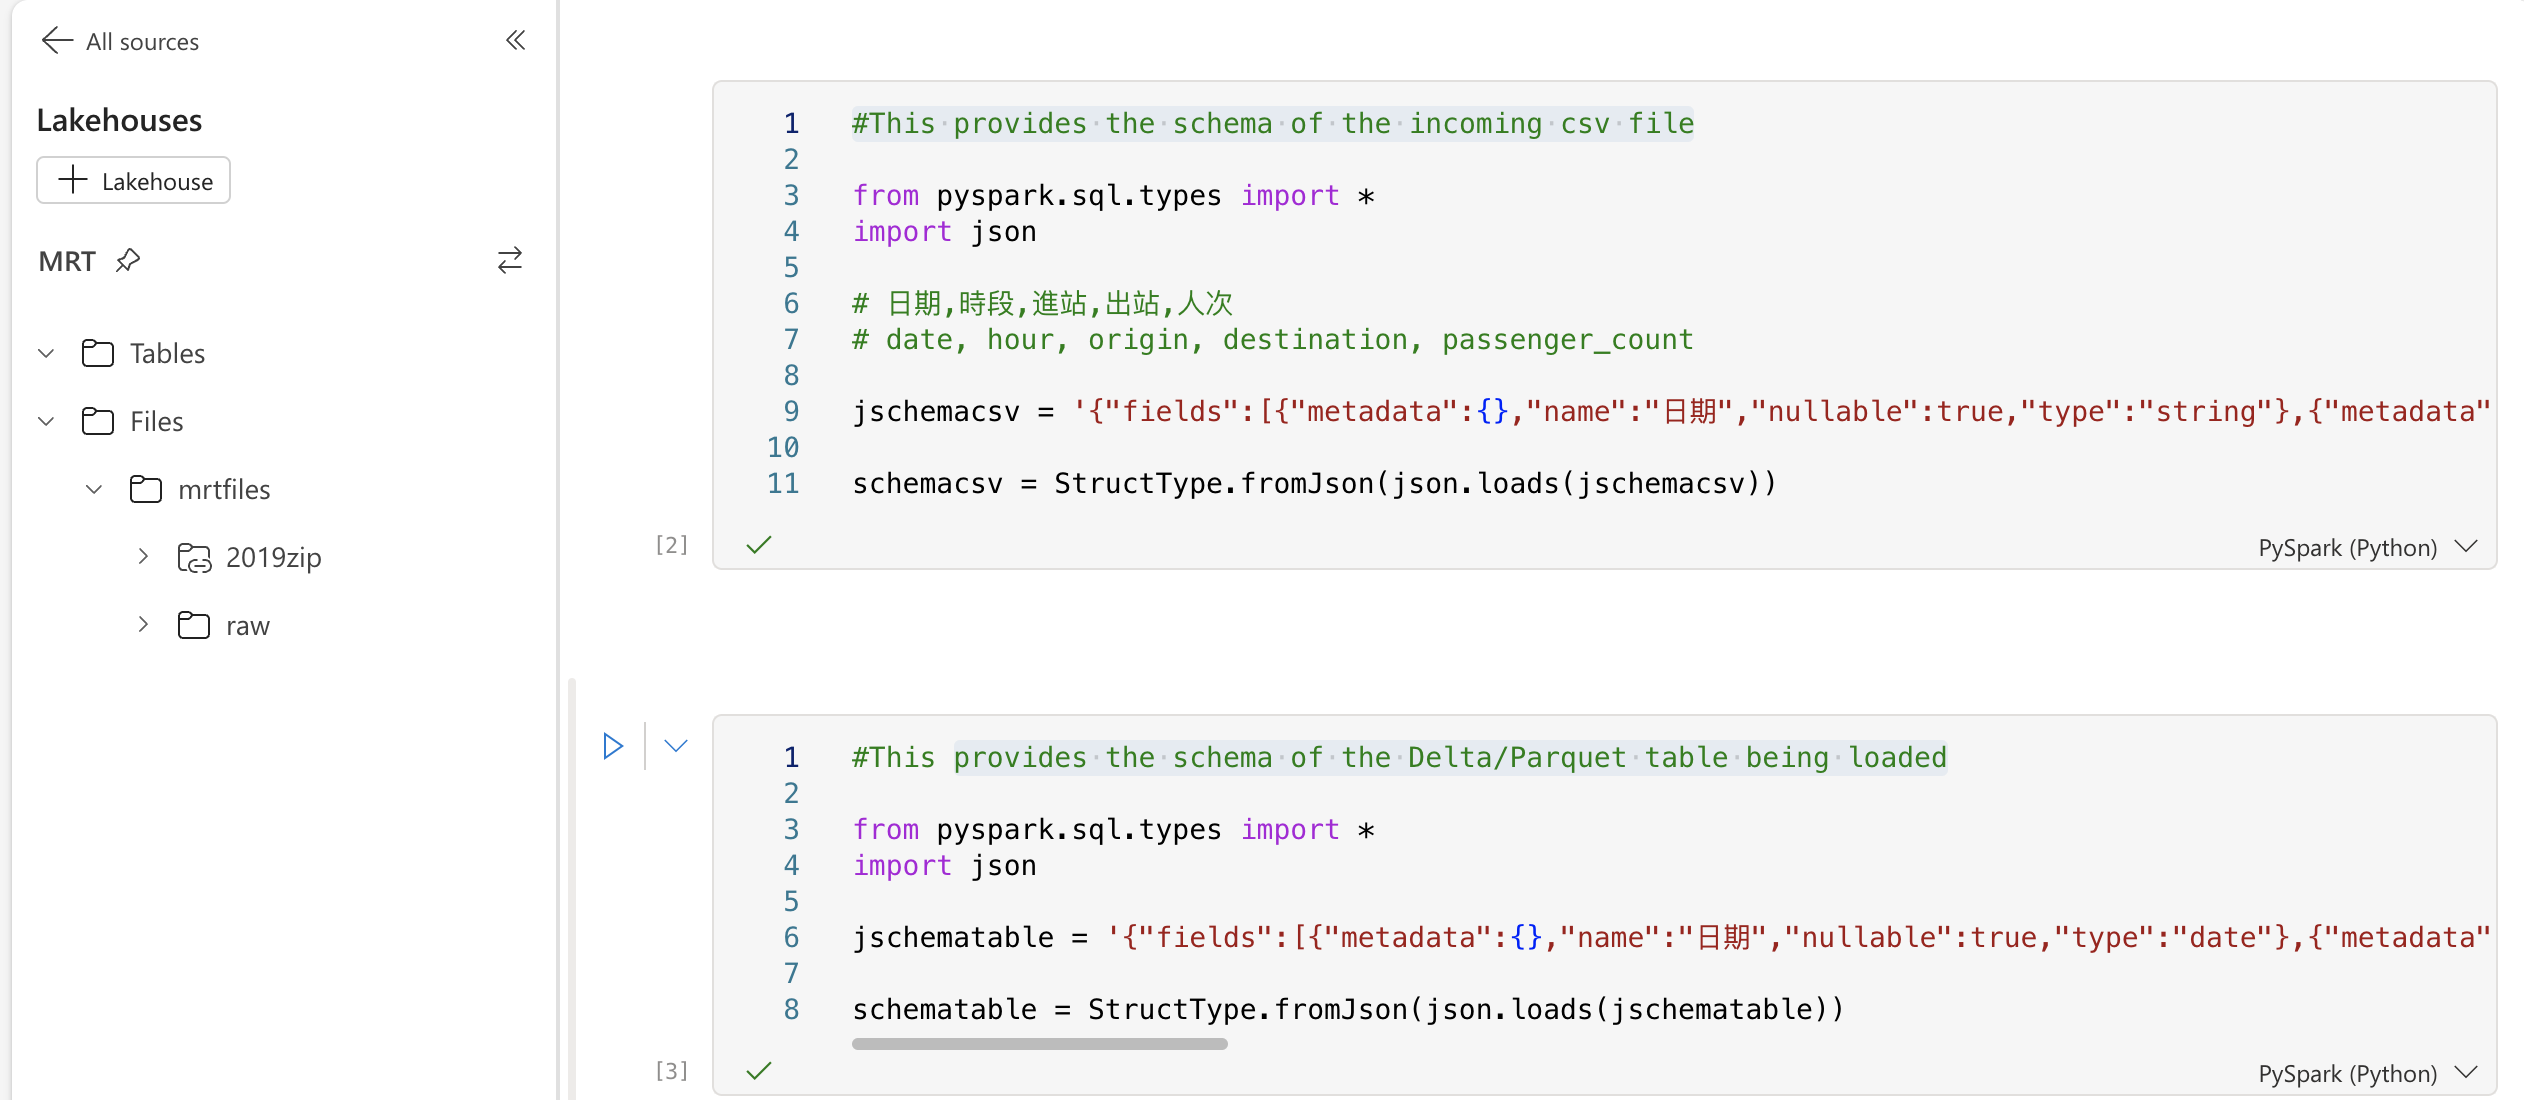 All sources
Lakehouses
Lakehouse
MRT
Tables
Files
mrtfiles
2019zip
raw
1 #This provides the schema of the incoming csv file
2
3 from pyspark.sql.types import *
4 import json
5
6 # 日期,時段,進站,出站,人次
7 # date, hour, origin, destination, passenger_count
8
9 jschemacsv = '{"fields":[{"metadata":{},"name":"日期","nullable":true,"type":"string"},{"metadata"
10
11 schemacsv = StructType.fromJson(json.loads(jschemacsv))
[2]
PySpark (Python)
1 #This provides the schema of the Delta/Parquet table being loaded
2
3 from pyspark.sql.types import *
4 import json
5
6 jschematable = '{"fields":[{"metadata":{},"name":"日期","nullable":true,"type":"date"},{"metadata"
7
8 schematable = StructType.fromJson(json.loads(jschematable))
[3]
PySpark (Python)